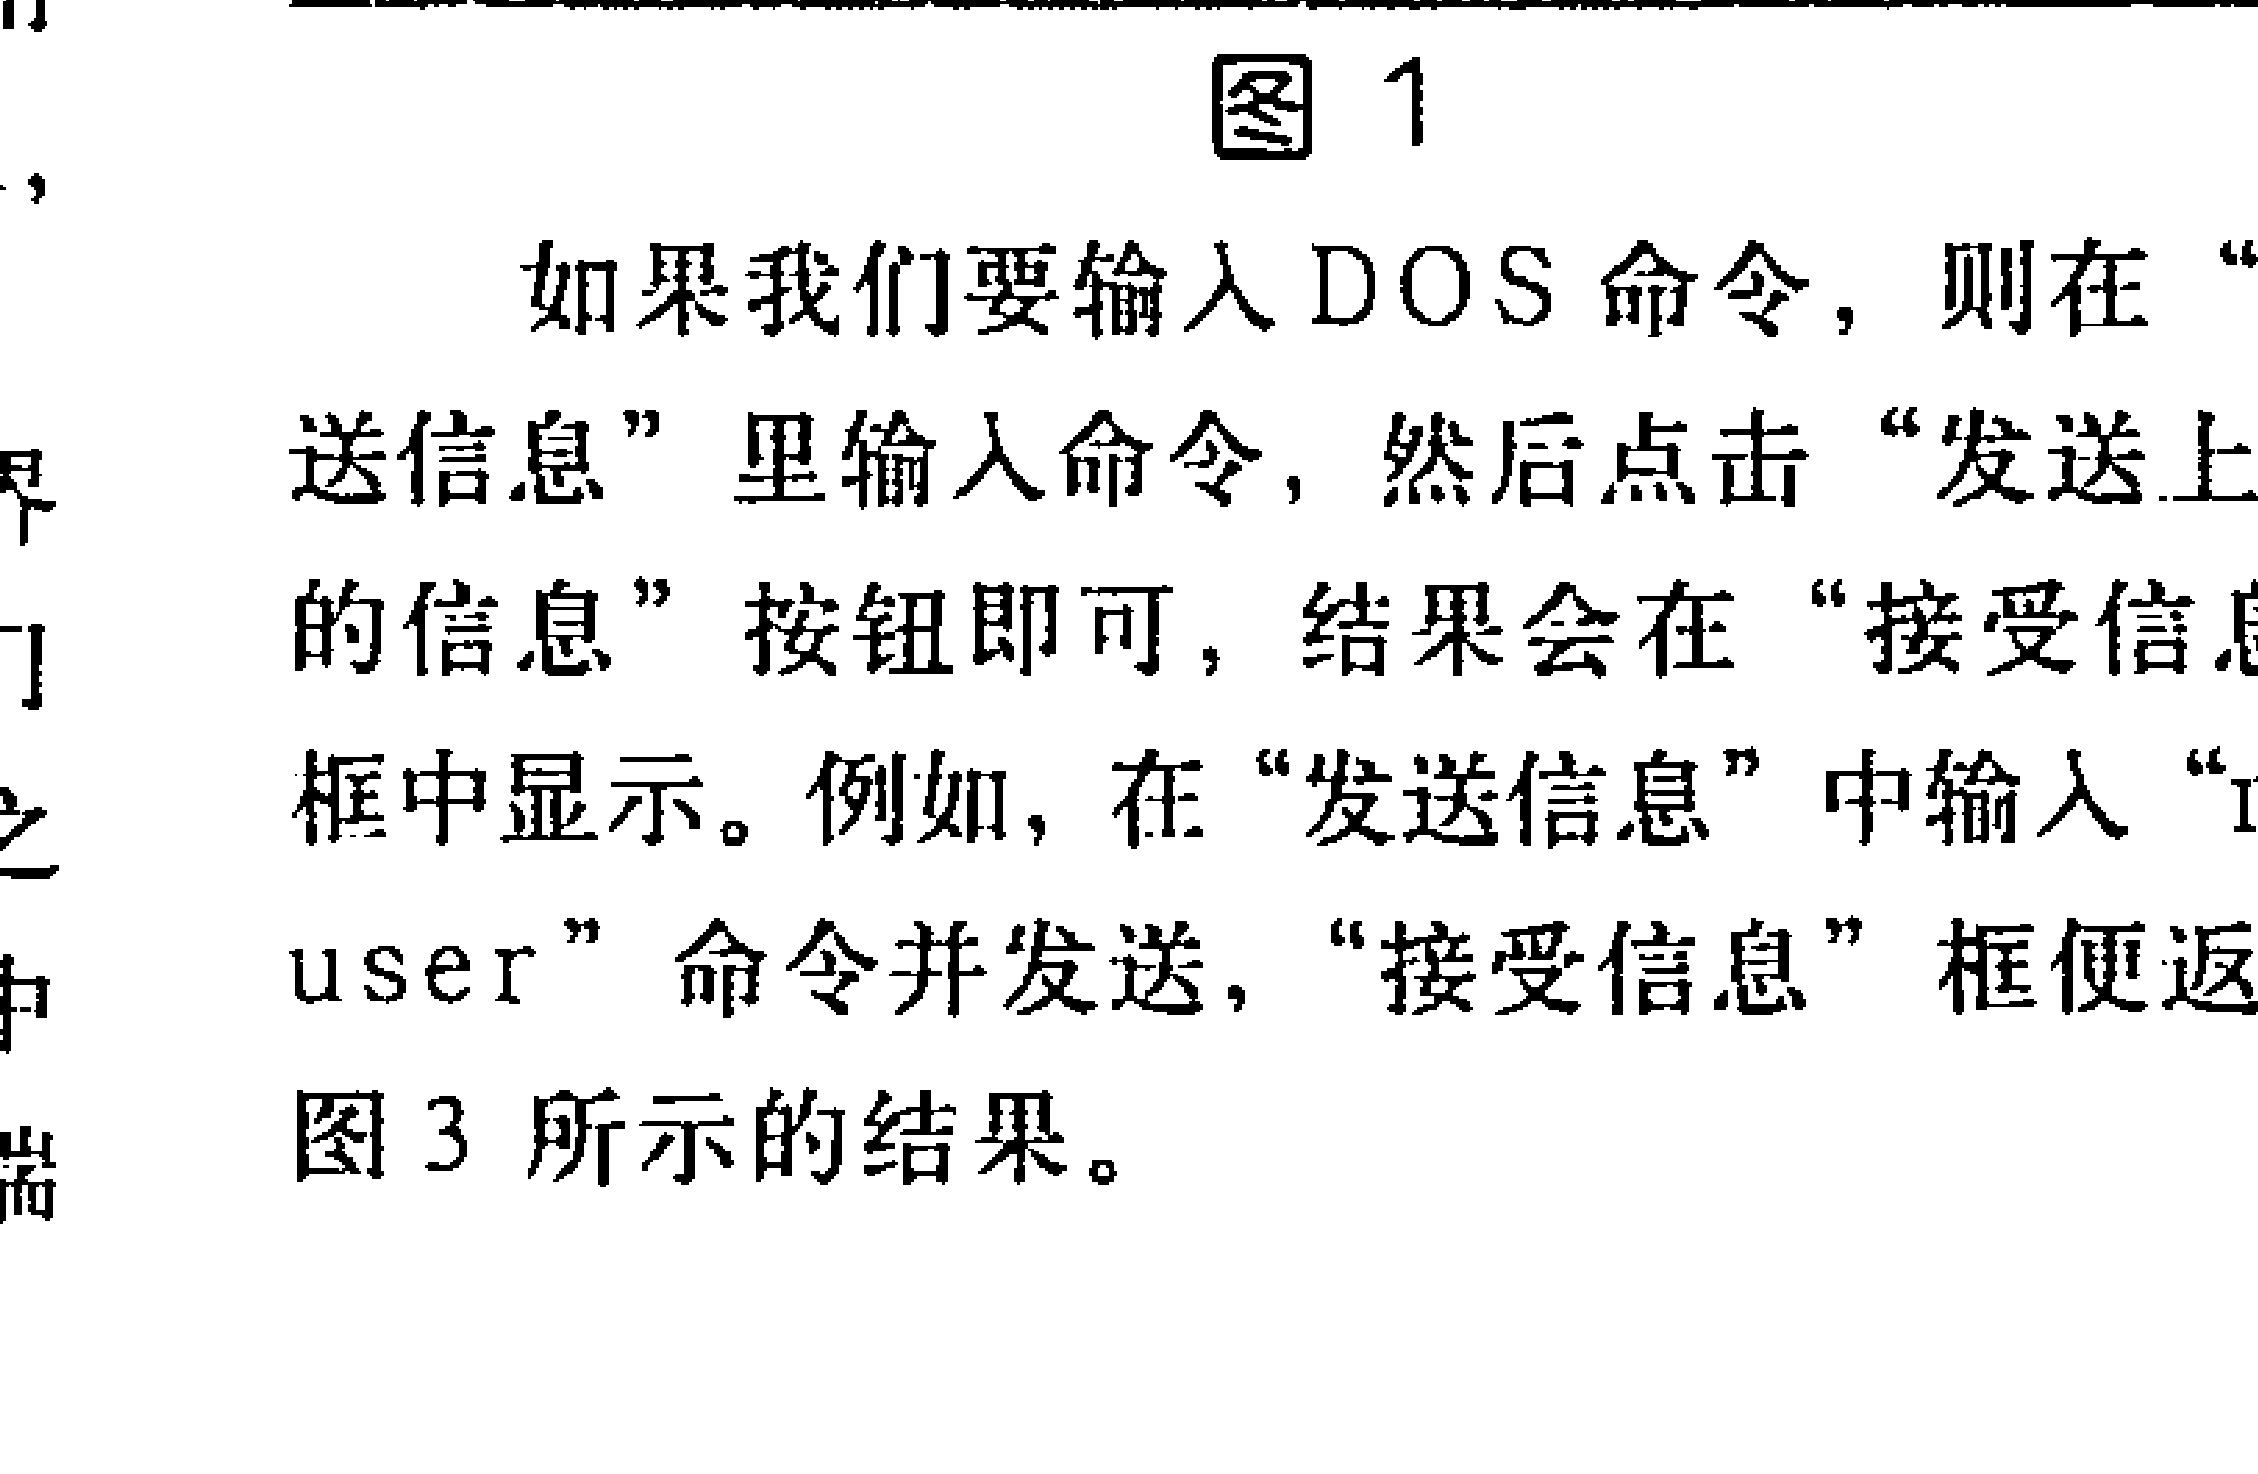 图 1
如果我们要输入DOS命令，则在“
送信息”里输入命令，然后点击“发送上
的信息”按钮即可，结果会在“接受信息
框中显示。例如，在“发送信息”中输入“
user”命令并发送，“接受信息”框便返
图 3 所示的结果。